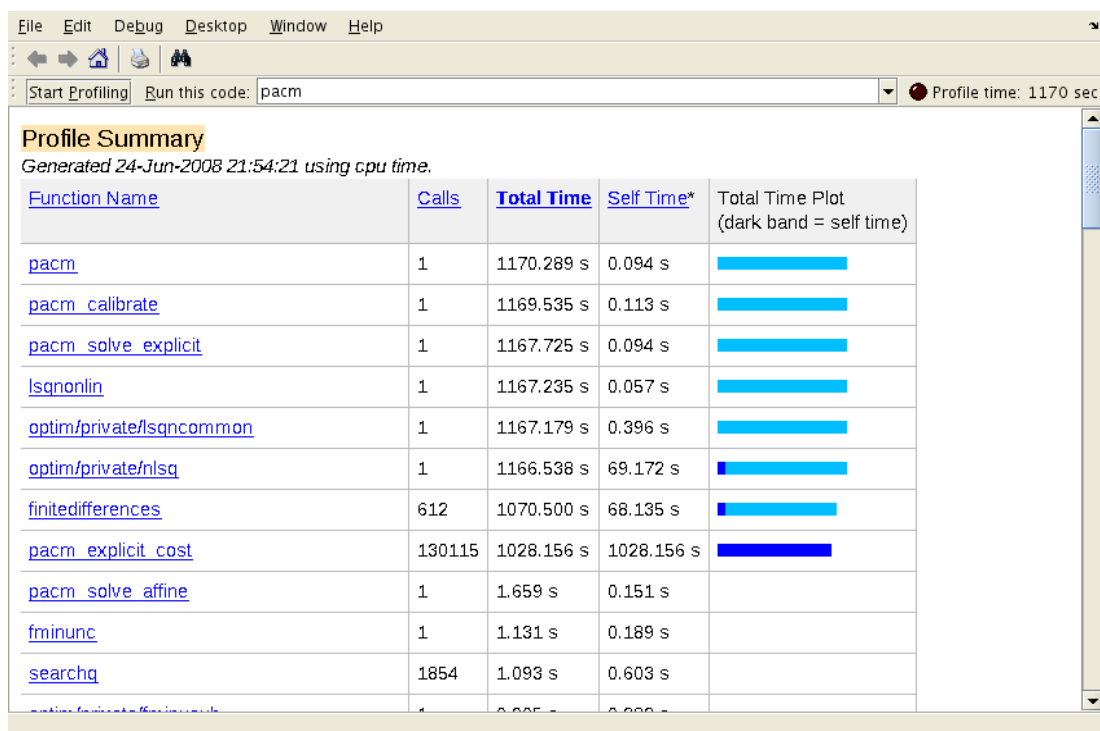 File Edit Debug Desktop Window Help
Start Profiling Run this code: pacm Profile time: 1170 sec
Profile Summary
Generated 24-Jun-2008 21:54:21 using cpu time.
Function Name Calls Total Time Self Time* Total Time Plot
(dark band = self time)
pacm 1 1170.289 s 0.094 s
pacm_calibrate 1 1169.535 s 0.113 s
pacm_solve_explicit 1 1167.725 s 0.094 s
lsqnonlin 1 1167.235 s 0.057 s
optim/private/lsqncommon 1 1167.179 s 0.396 s
optim/private/nlsq 1 1166.538 s 69.172 s
finitedifferences 612 1070.500 s 68.135 s
pacm_explicit_cost 130115 1028.156 s 1028.156 s
pacm_solve_affine 1 1.659 s 0.151 s
fminunc 1 1.131 s 0.189 s
searchq 1854 1.093 s 0.603 s